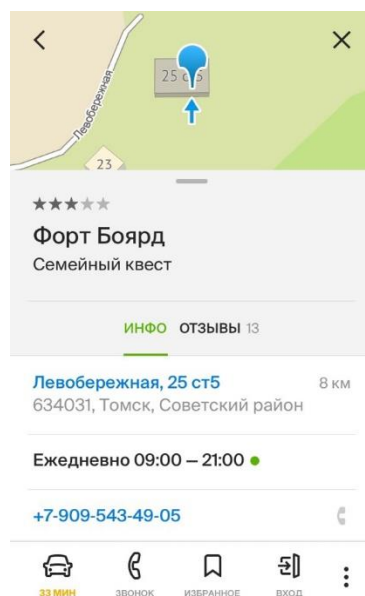 25 ст5
Левобережная
23
Форт Боярд
Семейный квест
ИНФО ОТЗЫВЫ 13
Левобережная, 25 ст5 8 км
634031, Томск, Советский район
Ежедневно 09:00 – 21:00
+7-909-543-49-05
33 МИН ЗВОНОК ИЗБРАННОЕ ВХОД